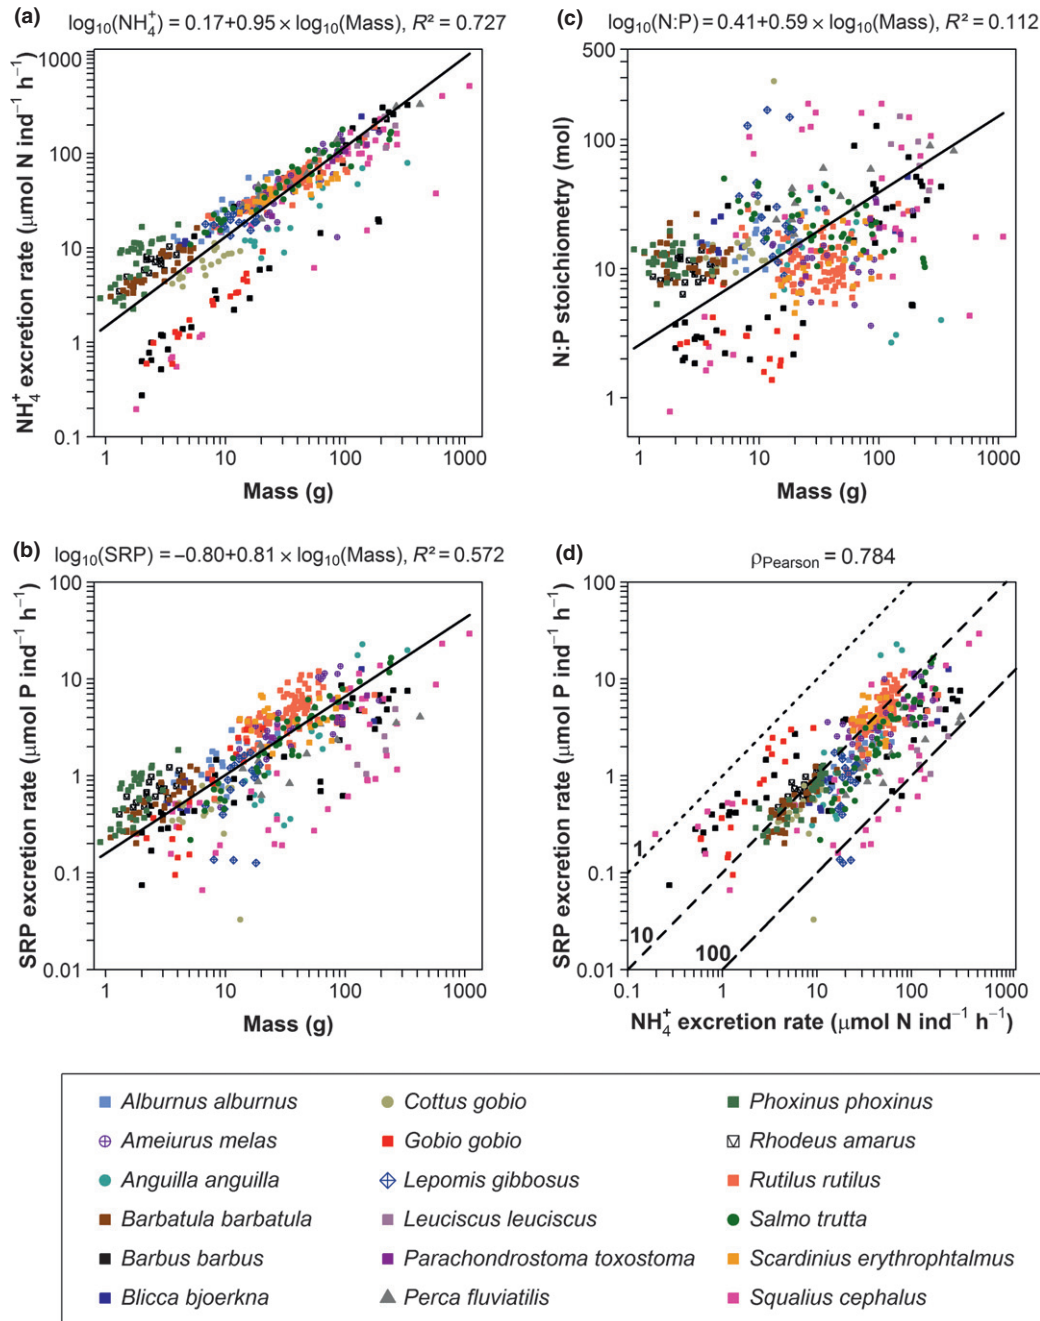 (a) log₁₀(NH₄⁺) = 0.17+0.95 × log₁₀(Mass), R² = 0.727
1000
100
10
1
0.1
NH₄⁺ excretion rate (μmol N ind⁻¹ h⁻¹)
1 10 100 1000
Mass (g)
(c) log₁₀(N:P) = 0.41+0.59 × log₁₀(Mass), R² = 0.112
500
100
10
1
N:P stoichiometry (mol)
1 10 100 1000
Mass (g)
(b) log₁₀(SRP) = −0.80+0.81 × log₁₀(Mass), R² = 0.572
100
10
1
0.1
0.01
SRP excretion rate (μmol P ind⁻¹ h⁻¹)
1 10 100 1000
Mass (g)
(d) ρPearson = 0.784
100
10
1
0.1
0.01
SRP excretion rate (μmol P ind⁻¹ h⁻¹)
1
10
100
0.1 1 10 100 1000
NH₄⁺ excretion rate (μmol N ind⁻¹ h⁻¹)
Alburnus alburnus
Ameiurus melas
Anguilla anguilla
Barbatula barbatula
Barbus barbus
Blicca bjoerkna
Cottus gobio
Gobio gobio
Lepomis gibbosus
Leuciscus leuciscus
Parachondrostoma toxostoma
Perca fluviatilis
Phoxinus phoxinus
Rhodeus amarus
Rutilus rutilus
Salmo trutta
Scardinius erythrophtalmus
Squalius cephalus